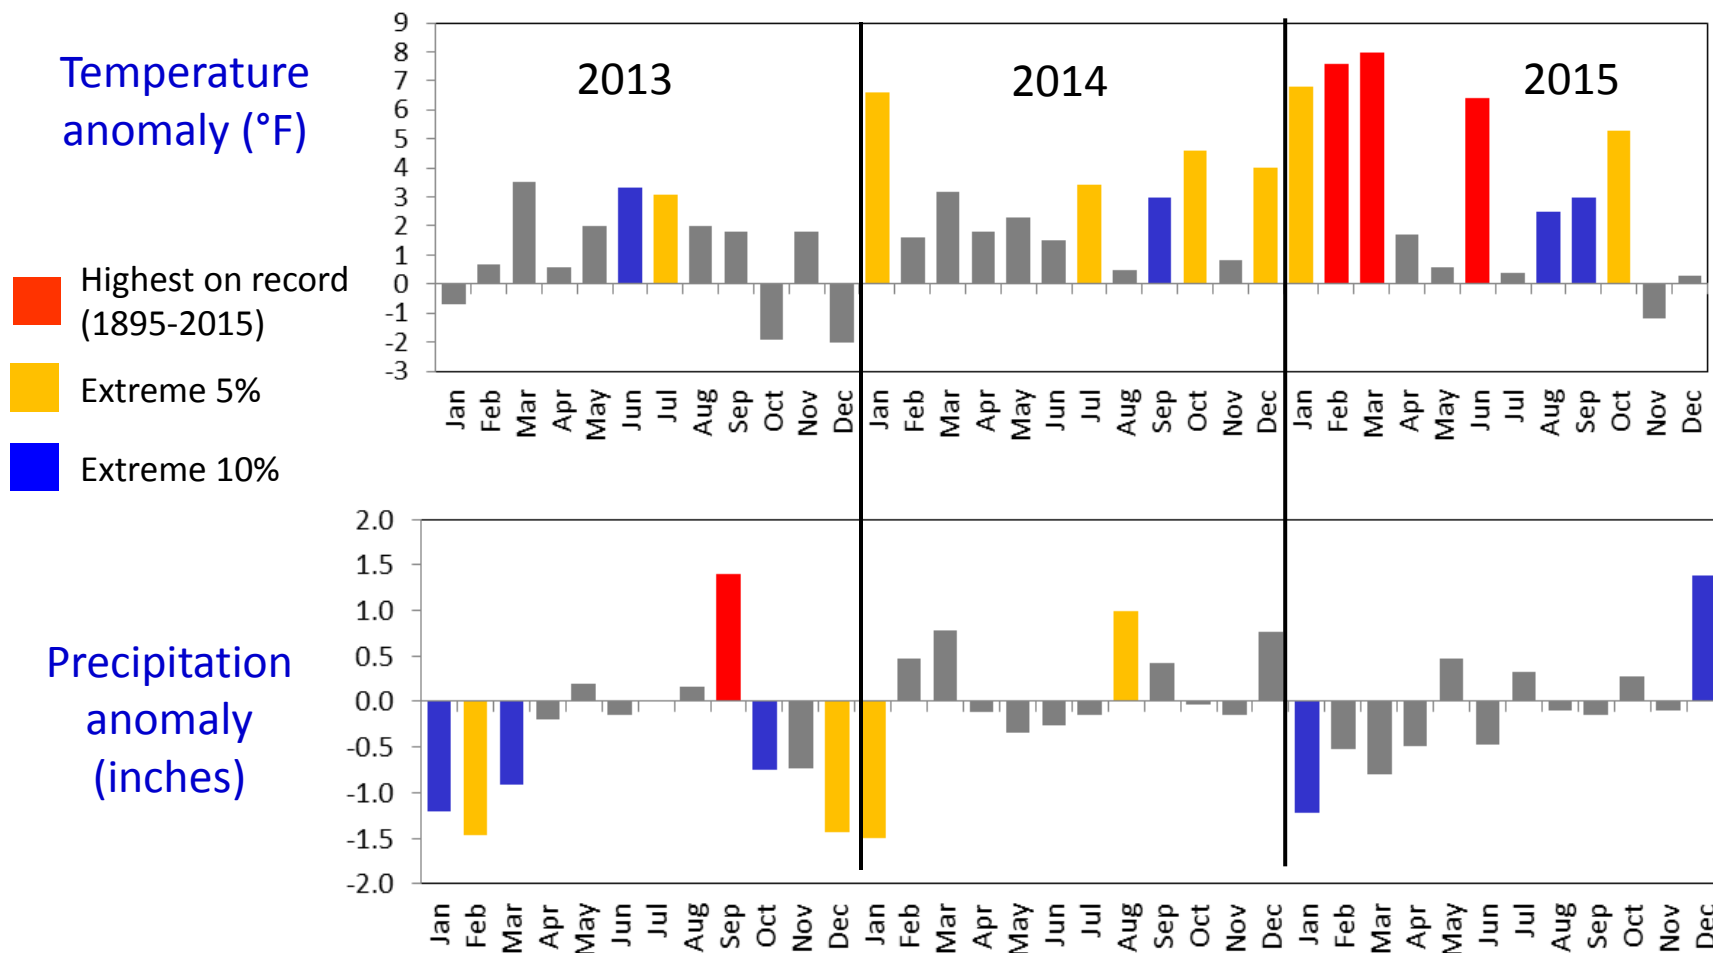 Temperature
anomaly (°F)
9
8
7
6
5
4
3
2
1
0
-1
-2
-3
2013
2014
2015
Jan Feb Mar Apr May Jun Jul Aug Sep Oct Nov Dec Jan Feb Mar Apr May Jun Jul Aug Sep Oct Nov Dec Jan Feb Mar Apr May Jun Jul Aug Sep Oct Nov Dec
Highest on record
(1895-2015)
Extreme 5%
Extreme 10%
Precipitation
anomaly
(inches)
2.0
1.5
1.0
0.5
0.0
-0.5
-1.0
-1.5
-2.0
Jan Feb Mar Apr May Jun Jul Aug Sep Oct Nov Dec Jan Feb Mar Apr May Jun Jul Aug Sep Oct Nov Dec Jan Feb Mar Apr May Jun Jul Aug Sep Oct Nov Dec